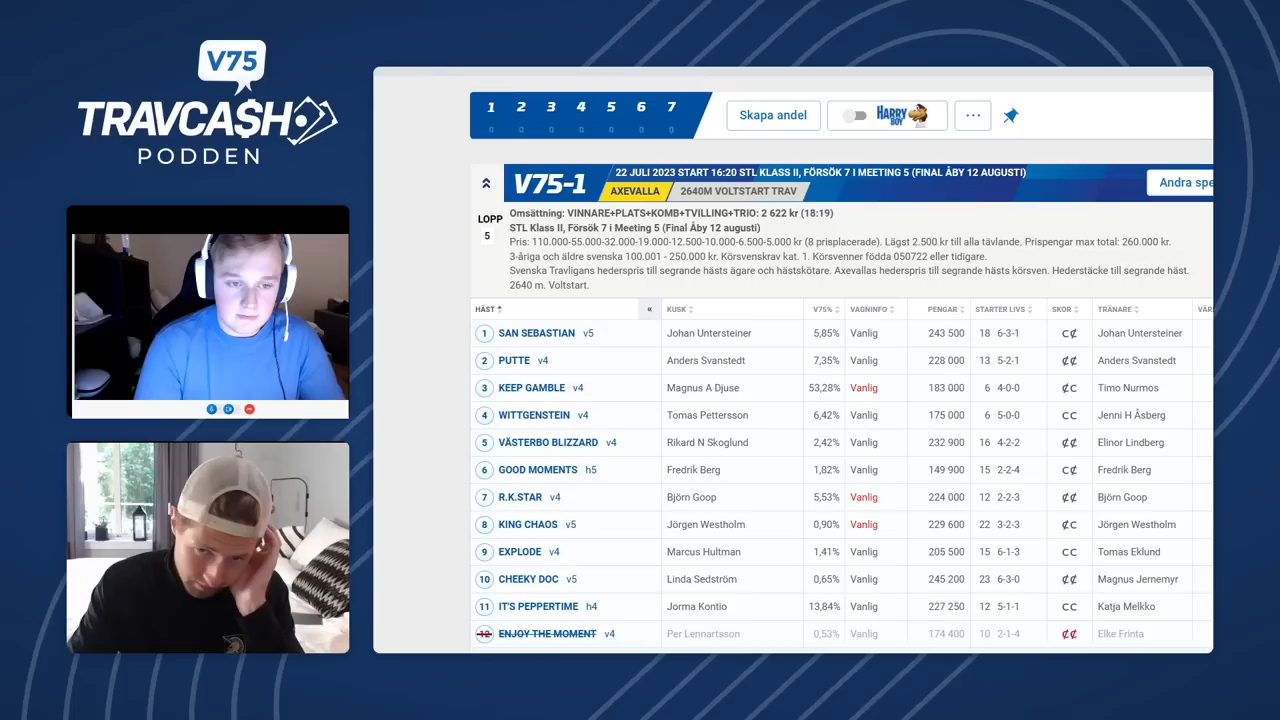 V75
TRAVCA$H
PODDEN
1 2 3 4 5 6 7
0 0 0 0 0 0 0
Skapa andel
HARRY BOY
...
V75-1
22 JULI 2023 START 16:20 STL KLASS II, FÖRSÖK 7 I MEETING 5 (FINAL ÅBY 12 AUGUSTI)
AXEVALLA
2640M VOLTSTART TRAV
Andra spe
LOPP
5
Omsättning: VINNARE+PLATS+KOMB+TVILLING+TRIO: 2 622 kr (18:19)
STL Klass II, Försök 7 i Meeting 5 (Final Åby 12 augusti)
Pris: 110.000-55.000-32.000-19.000-12.500-10.000-6.500-5.000 kr (8 prisplacerade). Lägst 2.500 kr till alla tävlande. Prispengar max total: 260.000 kr.
3-åriga och äldre svenska 100.001 - 250.000 kr. Körsvenskrav kat. 1. Körsvenner födda 050722 eller tidigare.
Svenska Travligans hederspris till segrande hästs ägare och hästskötare. Axevallas hederspris till segrande hästs körsven. Hederstäcke till segrande häst.
2640 m. Voltstart.
HÄST « KUSK V75% VAGNINFO PENGAR STARTER LIVS SKOR TRÄNARE VÄR
1 SAN SEBASTIAN v5 Johan Untersteiner 5,85% Vanlig 243 500 18 6-3-1 C₵ Johan Untersteiner
2 PUTTE v4 Anders Svanstedt 7,35% Vanlig 228 000 13 5-2-1 ₵₵ Anders Svanstedt
3 KEEP GAMBLE v4 Magnus A Djuse 53,28% Vanlig 183 000 6 4-0-0 ₵C Timo Nurmos
4 WITTGENSTEIN v4 Tomas Pettersson 6,42% Vanlig 175 000 6 5-0-0 CC Jenni H Åsberg
5 VÄSTERBO BLIZZARD v4 Rikard N Skoglund 2,42% Vanlig 232 900 16 4-2-2 ₵₵ Elinor Lindberg
6 GOOD MOMENTS h5 Fredrik Berg 1,82% Vanlig 149 900 15 2-2-4 C₵ Fredrik Berg
7 R.K.STAR v4 Björn Goop 5,53% Vanlig 224 000 12 2-2-3 ₵₵ Björn Goop
8 KING CHAOS v5 Jörgen Westholm 0,90% Vanlig 229 600 22 3-2-3 ₵C Jörgen Westholm
9 EXPLODE v4 Marcus Hultman 1,41% Vanlig 205 500 15 6-1-3 CC Tomas Eklund
10 CHEEKY DOC v5 Linda Sedström 0,65% Vanlig 245 200 23 6-3-0 ₵₵ Magnus Jernemyr
11 IT'S PEPPERTIME h4 Jorma Kontio 13,84% Vanlig 227 250 12 5-1-1 CC Katja Melkko
12 ENJOY THE MOMENT v4 Per Lennartsson 0,53% Vanlig 174 400 10 2-1-4 ₵₵ Elke Frinta